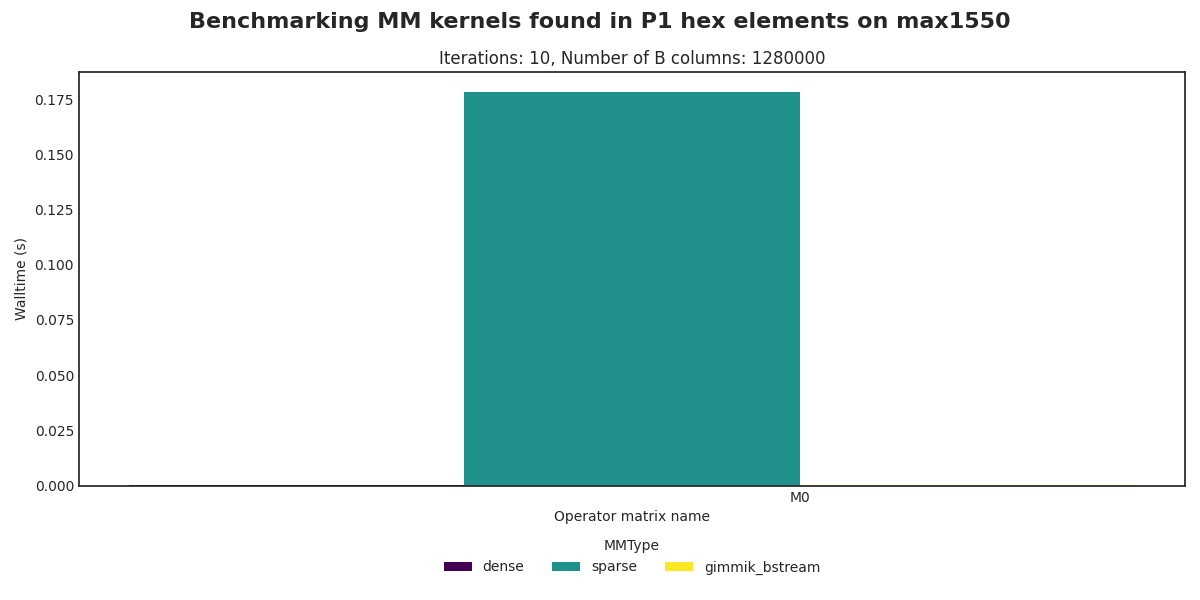 Benchmarking MM kernels found in P1 hex elements on max1550
Iterations: 10, Number of B columns: 1280000
0.175
0.150
0.125
0.100
0.075
0.050
0.025
0.000
Walltime (s)
M0
Operator matrix name
MMType
dense sparse gimmik_bstream